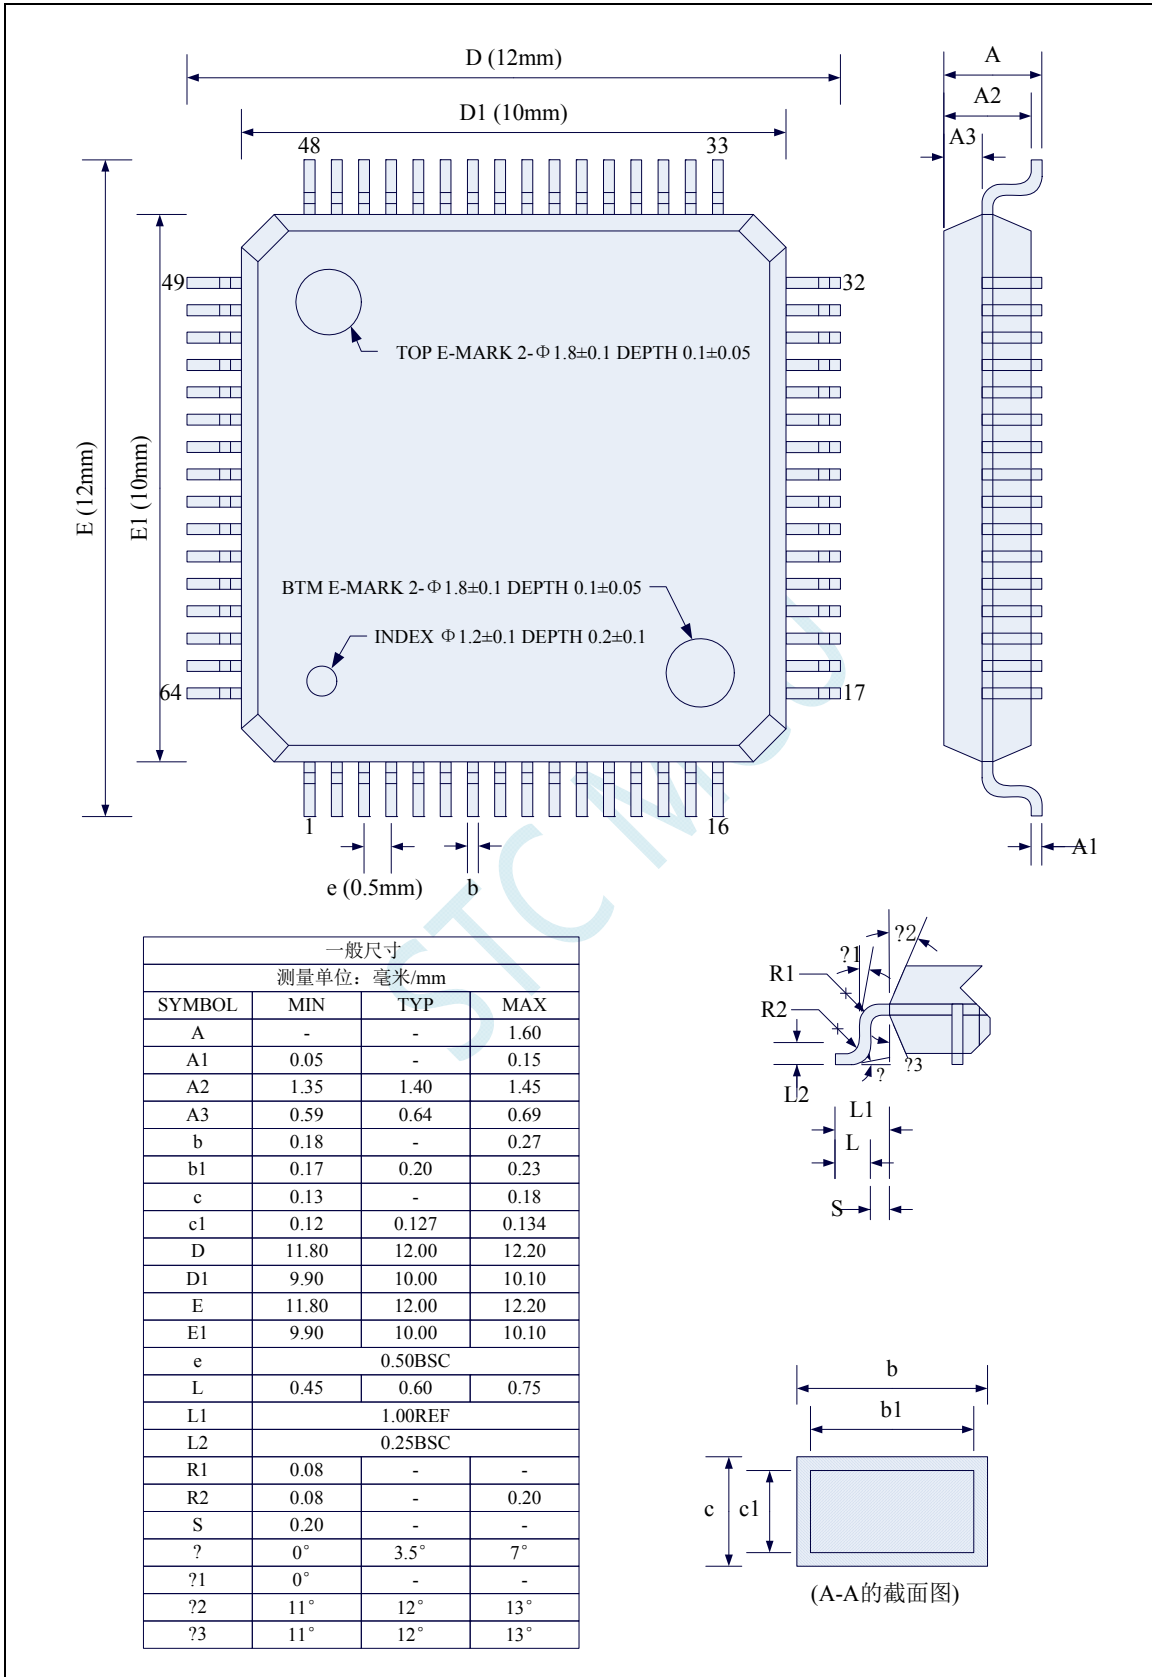 D (12mm)
D1 (10mm)
A
A2
A3
48
33
49
32
TOP E-MARK 2-Φ1.8±0.1 DEPTH 0.1±0.05
E (12mm)
E1 (10mm)
BTM E-MARK 2-Φ1.8±0.1 DEPTH 0.1±0.05
INDEX Φ1.2±0.1 DEPTH 0.2±0.1
64
17
1
16
A1
e (0.5mm)
b
STC MCU
一般尺寸
测量单位：毫米/mm
SYMBOL MIN TYP MAX
A - - 1.60
A1 0.05 - 0.15
A2 1.35 1.40 1.45
A3 0.59 0.64 0.69
b 0.18 - 0.27
b1 0.17 0.20 0.23
c 0.13 - 0.18
c1 0.12 0.127 0.134
D 11.80 12.00 12.20
D1 9.90 10.00 10.10
E 11.80 12.00 12.20
E1 9.90 10.00 10.10
e 0.50BSC
L 0.45 0.60 0.75
L1 1.00REF
L2 0.25BSC
R1 0.08 - -
R2 0.08 - 0.20
S 0.20 - -
? 0° 3.5° 7°
?1 0° - -
?2 11° 12° 13°
?3 11° 12° 13°
?2
?1
R1
R2
?3
?
L2
L1
L
S
b
b1
c
c1
(A-A的截面图)